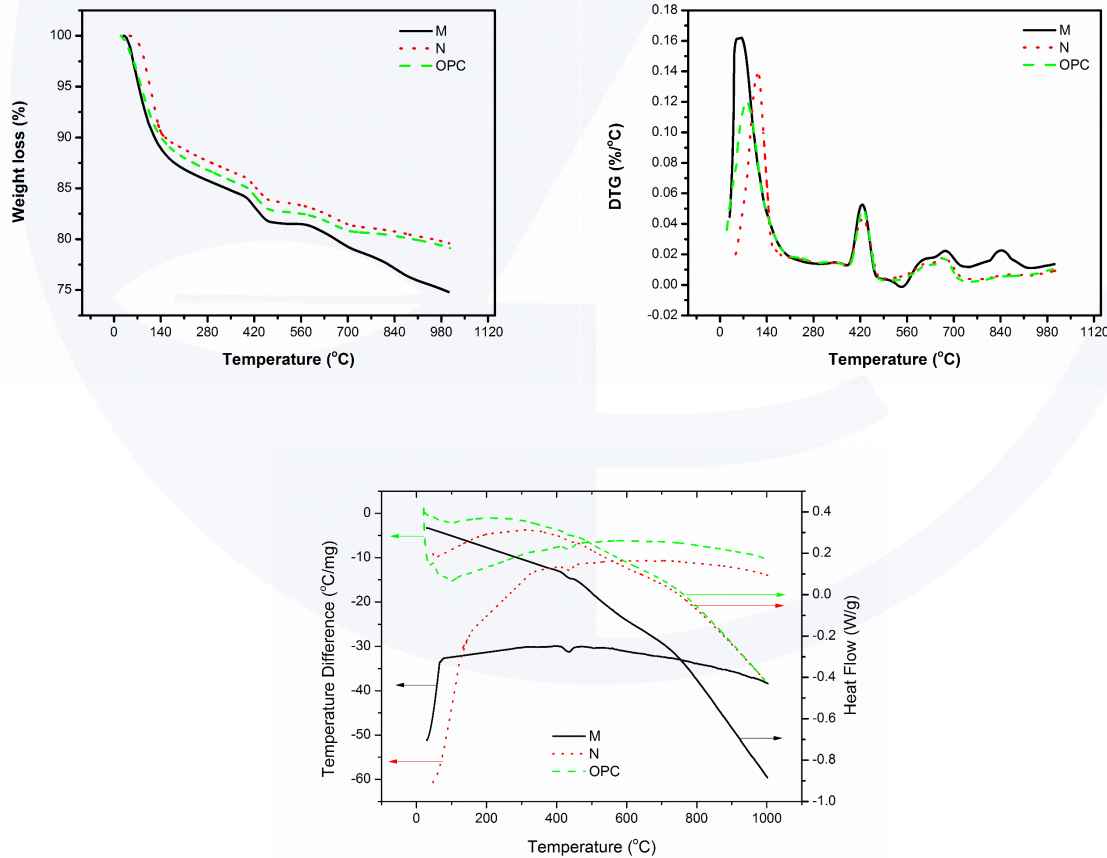 M
N
OPC
100
95
90
85
80
75
Weight loss (%)
0 140 280 420 560 700 840 980 1120
Temperature (°C)
M
N
OPC
0.18
0.16
0.14
0.12
0.10
0.08
0.06
0.04
0.02
0.00
-0.02
DTG (%/°C)
0 140 280 420 560 700 840 980 1120
Temperature (°C)
0
-10
-20
-30
-40
-50
-60
Temperature Difference (°C/mg)
M
N
OPC
0.4
0.2
0.0
-0.2
-0.4
-0.6
-0.8
-1.0
Heat Flow (W/g)
0 200 400 600 800 1000
Temperature (°C)